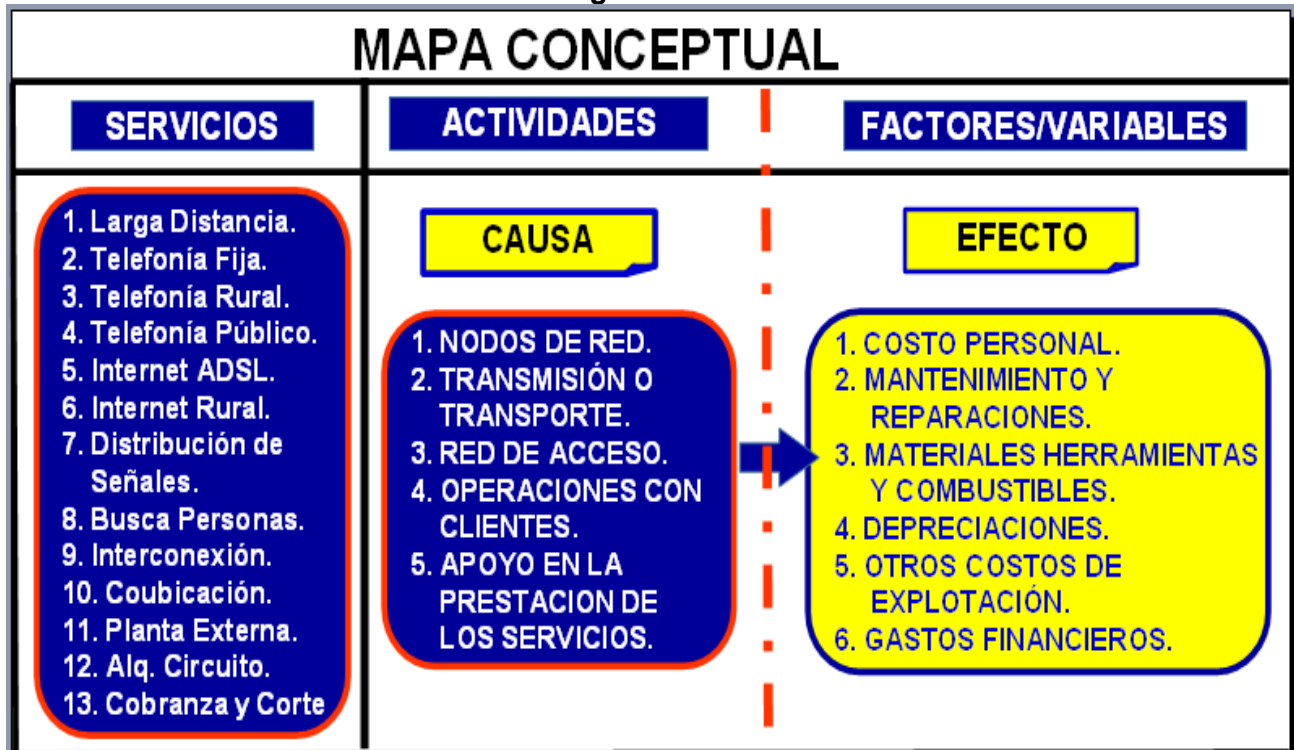 MAPA CONCEPTUAL
SERVICIOS
ACTIVIDADES
FACTORES/VARIABLES
1. Larga Distancia.
2. Telefonía Fija.
3. Telefonía Rural.
4. Telefonía Público.
5. Internet ADSL.
6. Internet Rural.
7. Distribución de
Señales.
8. Busca Personas.
9. Interconexión.
10. Coubicación.
11. Planta Externa.
12. Alq. Circuito.
13. Cobranza y Corte
CAUSA
1. NODOS DE RED.
2. TRANSMISIÓN O
TRANSPORTE.
3. RED DE ACCESO.
4. OPERACIONES CON
CLIENTES.
5. APOYO EN LA
PRESTACION DE
LOS SERVICIOS.
EFECTO
1. COSTO PERSONAL.
2. MANTENIMIENTO Y
REPARACIONES.
3. MATERIALES HERRAMIENTAS
Y COMBUSTIBLES.
4. DEPRECIACIONES.
5. OTROS COSTOS DE
EXPLOTACIÓN.
6. GASTOS FINANCIEROS.